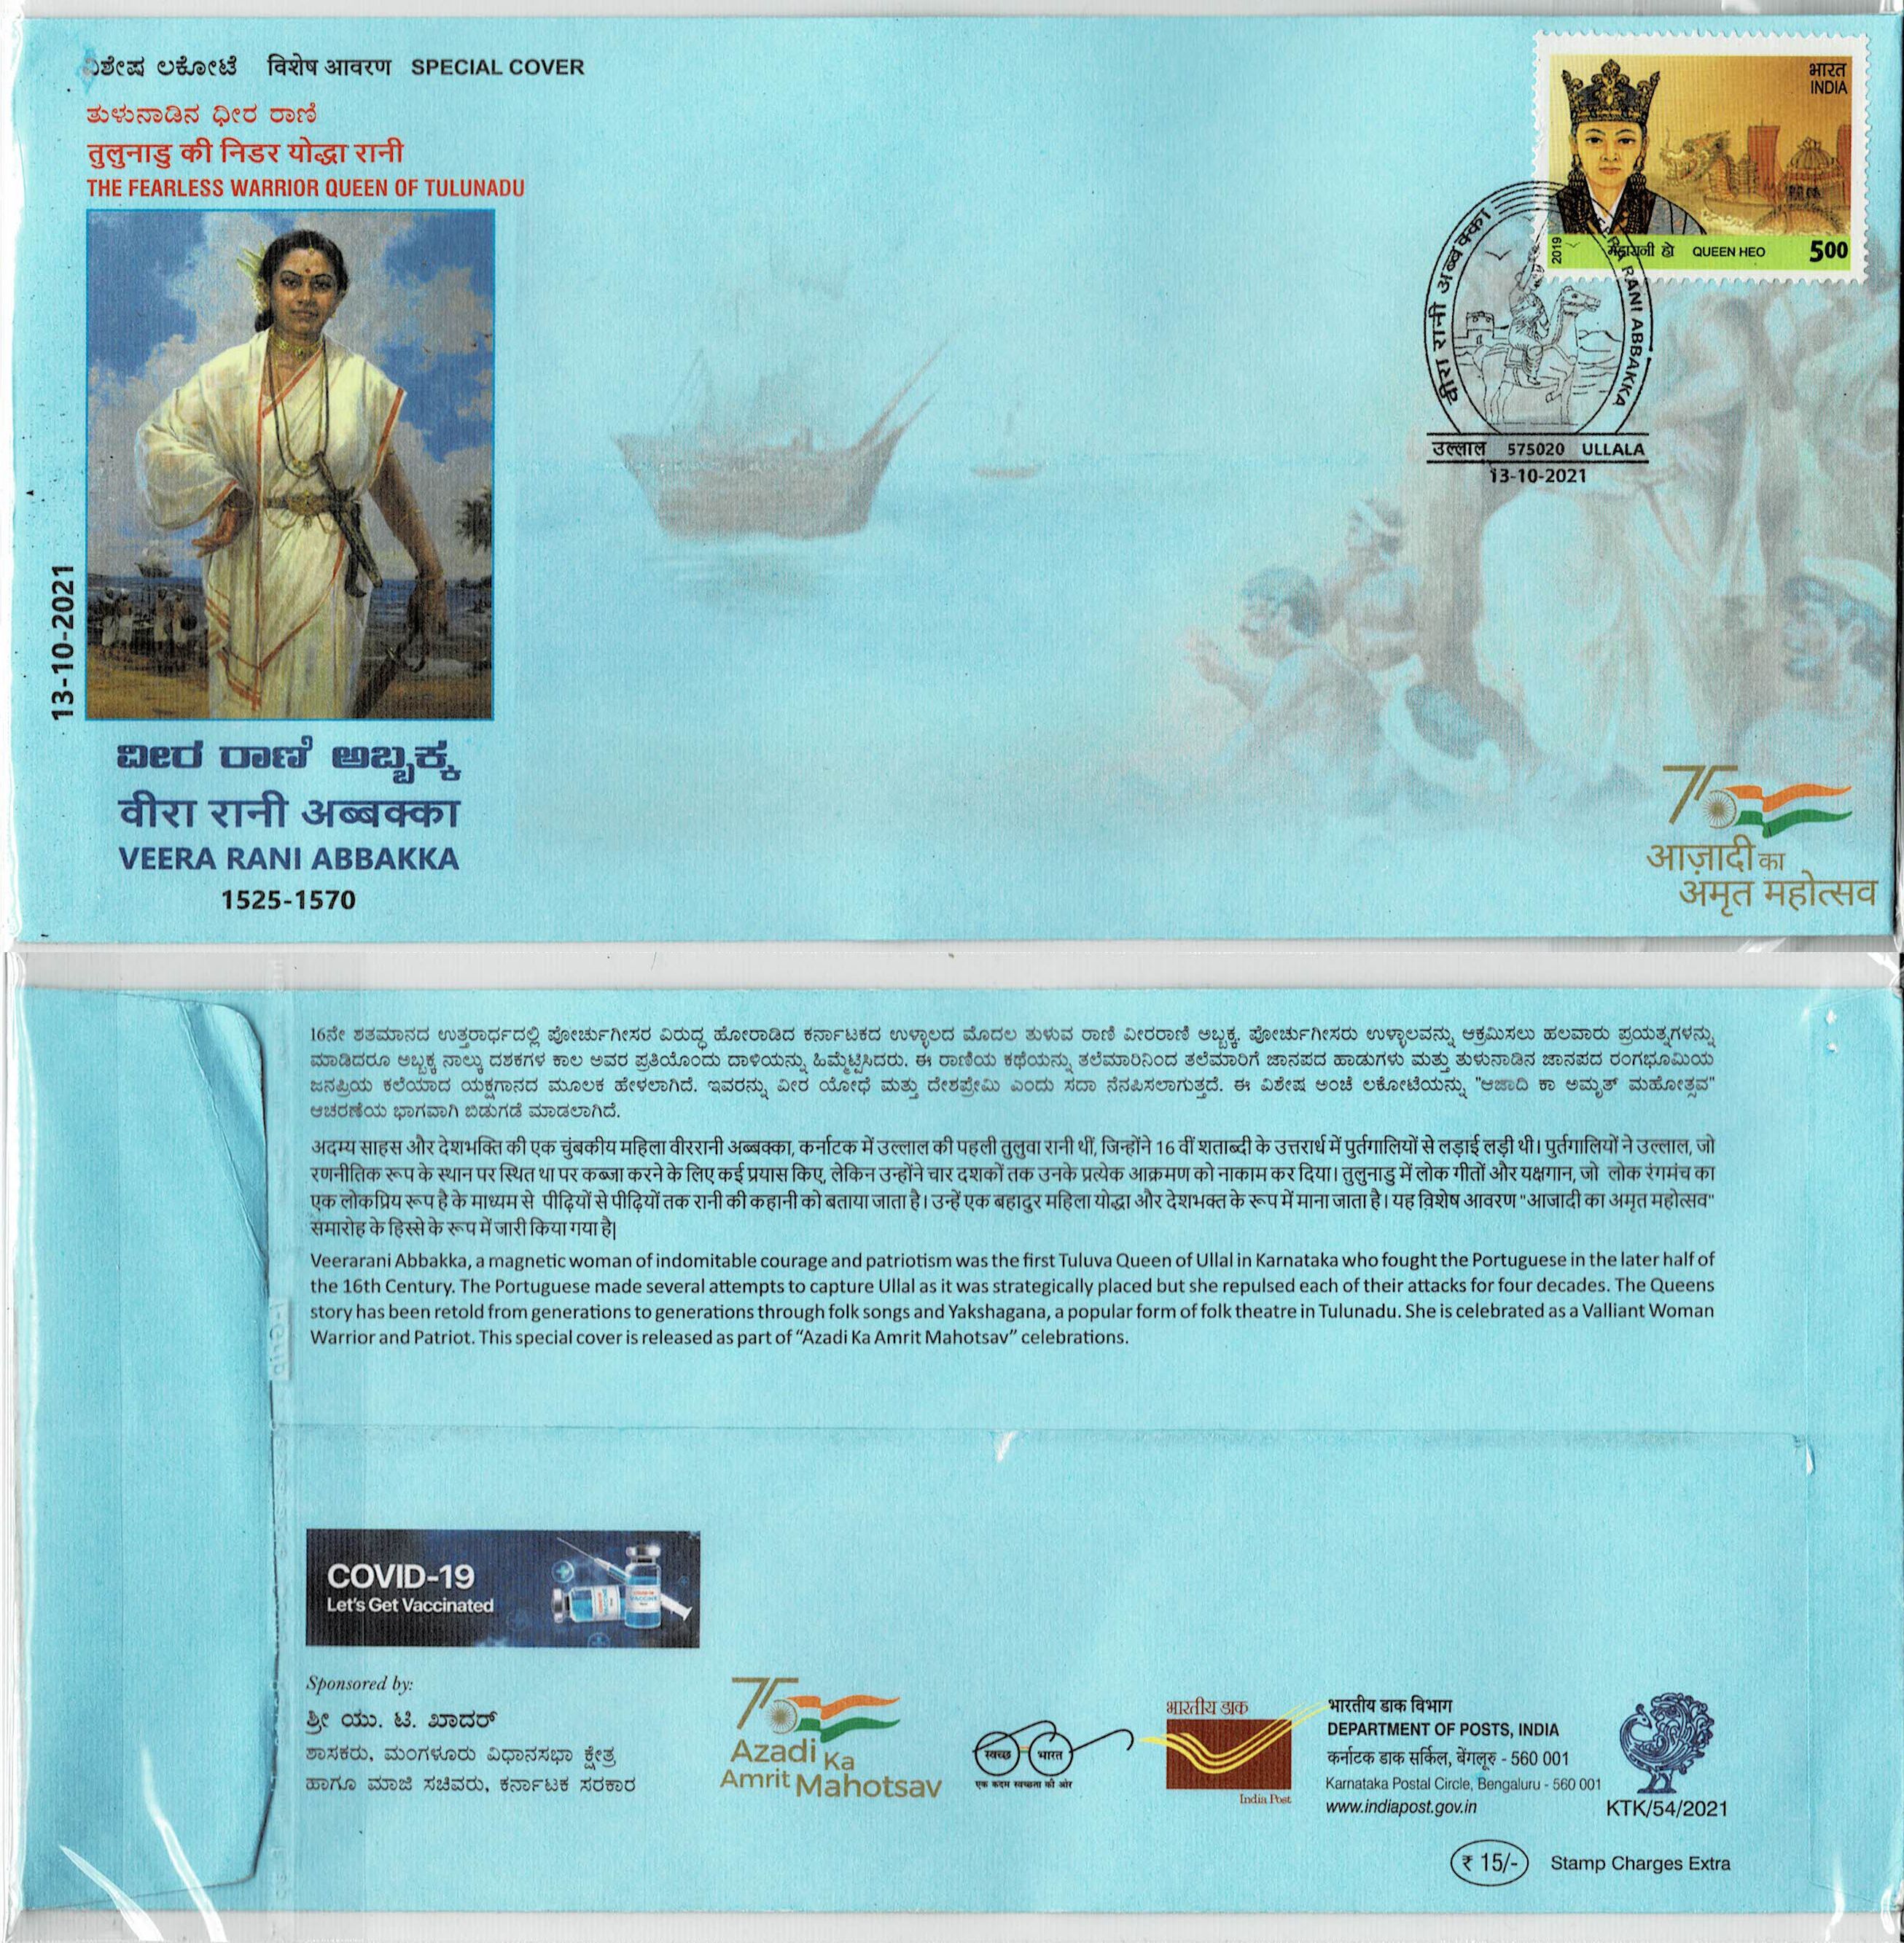 ವಿಶೇಷ ಲಕೋಟೆ विशेष आवरण SPECIAL COVER
ತುಳುನಾಡಿನ ಧೀರ ರಾಣಿ
तुलुनाडु की निडर योद्धा रानी
THE FEARLESS WARRIOR QUEEN OF TULUNADU
13-10-2021
ವೀರ ರಾಣಿ ಅಬ್ಬಕ್ಕ
वीरा रानी अब्बक्का
VEERA RANI ABBAKKA
1525-1570
भारत
INDIA
2019
महारानी हो QUEEN HEO 500
वीरा रानी अब्बक्का
RANI ABBAKKA
उल्लाल 575020 ULLALA
13-10-2021
75
आज़ादी का
अमृत महोत्सव
16ನೇ ಶತಮಾನದ ಉತ್ತರಾರ್ಧದಲ್ಲಿ ಪೋರ್ಚುಗೀಸರ ವಿರುದ್ಧ ಹೋರಾಡಿದ ಕರ್ನಾಟಕದ ಉಳ್ಳಾಲದ ಮೊದಲ ತುಳುವ ರಾಣಿ ವೀರರಾಣಿ ಅಬ್ಬಕ್ಕ. ಪೋರ್ಚುಗೀಸರು ಉಳ್ಳಾಲವನ್ನು ಆಕ್ರಮಿಸಲು ಹಲವಾರು ಪ್ರಯತ್ನಗಳನ್ನು
ಮಾಡಿದರೂ ಅಬ್ಬಕ್ಕ ನಾಲ್ಕು ದಶಕಗಳ ಕಾಲ ಅವರ ಪ್ರತಿಯೊಂದು ದಾಳಿಯನ್ನು ಹಿಮ್ಮೆಟ್ಟಿಸಿದರು. ಈ ರಾಣಿಯ ಕಥೆಯನ್ನು ತಲೆಮಾರಿನಿಂದ ತಲೆಮಾರಿಗೆ ಜಾನಪದ ಹಾಡುಗಳು ಮತ್ತು ತುಳುನಾಡಿನ ಜಾನಪದ ರಂಗಭೂಮಿಯ
ಜನಪ್ರಿಯ ಕಲೆಯಾದ ಯಕ್ಷಗಾನದ ಮೂಲಕ ಹೇಳಲಾಗಿದೆ. ಇವರನ್ನು ವೀರ ಯೋಧೆ ಮತ್ತು ದೇಶಪ್ರೇಮಿ ಎಂದು ಸದಾ ನೆನಪಿಸಲಾಗುತ್ತದೆ. ಈ ವಿಶೇಷ ಅಂಚೆ ಲಕೋಟೆಯನ್ನು "ಆಜಾದಿ ಕಾ ಅಮೃತ್ ಮಹೋತ್ಸವ"
ಆಚರಣೆಯ ಭಾಗವಾಗಿ ಬಿಡುಗಡೆ ಮಾಡಲಾಗಿದೆ.
अदम्य साहस और देशभक्ति की एक चुंबकीय महिला वीररानी अब्बक्का, कर्नाटक में उल्लाल की पहली तुलुवा रानी थीं, जिन्होंने 16 वीं शताब्दी के उत्तरार्ध में पुर्तगालियों से लड़ाई लड़ी थी। पुर्तगालियों ने उल्लाल, जो
रणनीतिक रूप के स्थान पर स्थित था पर कब्जा करने के लिए कई प्रयास किए, लेकिन उन्होंने चार दशकों तक उनके प्रत्येक आक्रमण को नाकाम कर दिया। तुलुनाडु में लोक गीतों और यक्षगान, जो लोक रंगमंच का
एक लोकप्रिय रूप है के माध्यम से पीढ़ियों से पीढ़ियों तक रानी की कहानी को बताया जाता है। उन्हें एक बहादुर महिला योद्धा और देशभक्त के रूप में माना जाता है। यह विशेष आवरण "आजादी का अमृत महोत्सव"
समारोह के हिस्से के रूप में जारी किया गया है|
Veerarani Abbakka, a magnetic woman of indomitable courage and patriotism was the first Tuluva Queen of Ullal in Karnataka who fought the Portuguese in the later half of
the 16th Century. The Portuguese made several attempts to capture Ullal as it was strategically placed but she repulsed each of their attacks for four decades. The Queens
story has been retold from generations to generations through folk songs and Yakshagana, a popular form of folk theatre in Tulunadu. She is celebrated as a Valliant Woman
Warrior and Patriot. This special cover is released as part of “Azadi Ka Amrit Mahotsav” celebrations.
COVID-19
Let's Get Vaccinated
Sponsored by:
ಶ್ರೀ ಯು. ಟಿ. ಖಾದರ್
ಶಾಸಕರು, ಮಂಗಳೂರು ವಿಧಾನಸಭಾ ಕ್ಷೇತ್ರ
ಹಾಗೂ ಮಾಜಿ ಸಚಿವರು, ಕರ್ನಾಟಕ ಸರಕಾರ
75
Azadi Ka
Amrit Mahotsav
स्वच्छ भारत
एक कदम स्वच्छता की ओर
भारतीय डाक
India Post
भारतीय डाक विभाग
DEPARTMENT OF POSTS, INDIA
कर्नाटक डाक सर्किल, बेंगलूरु - 560 001
Karnataka Postal Circle, Bengaluru - 560 001
www.indiapost.gov.in
KTK/54/2021
₹ 15/- Stamp Charges Extra